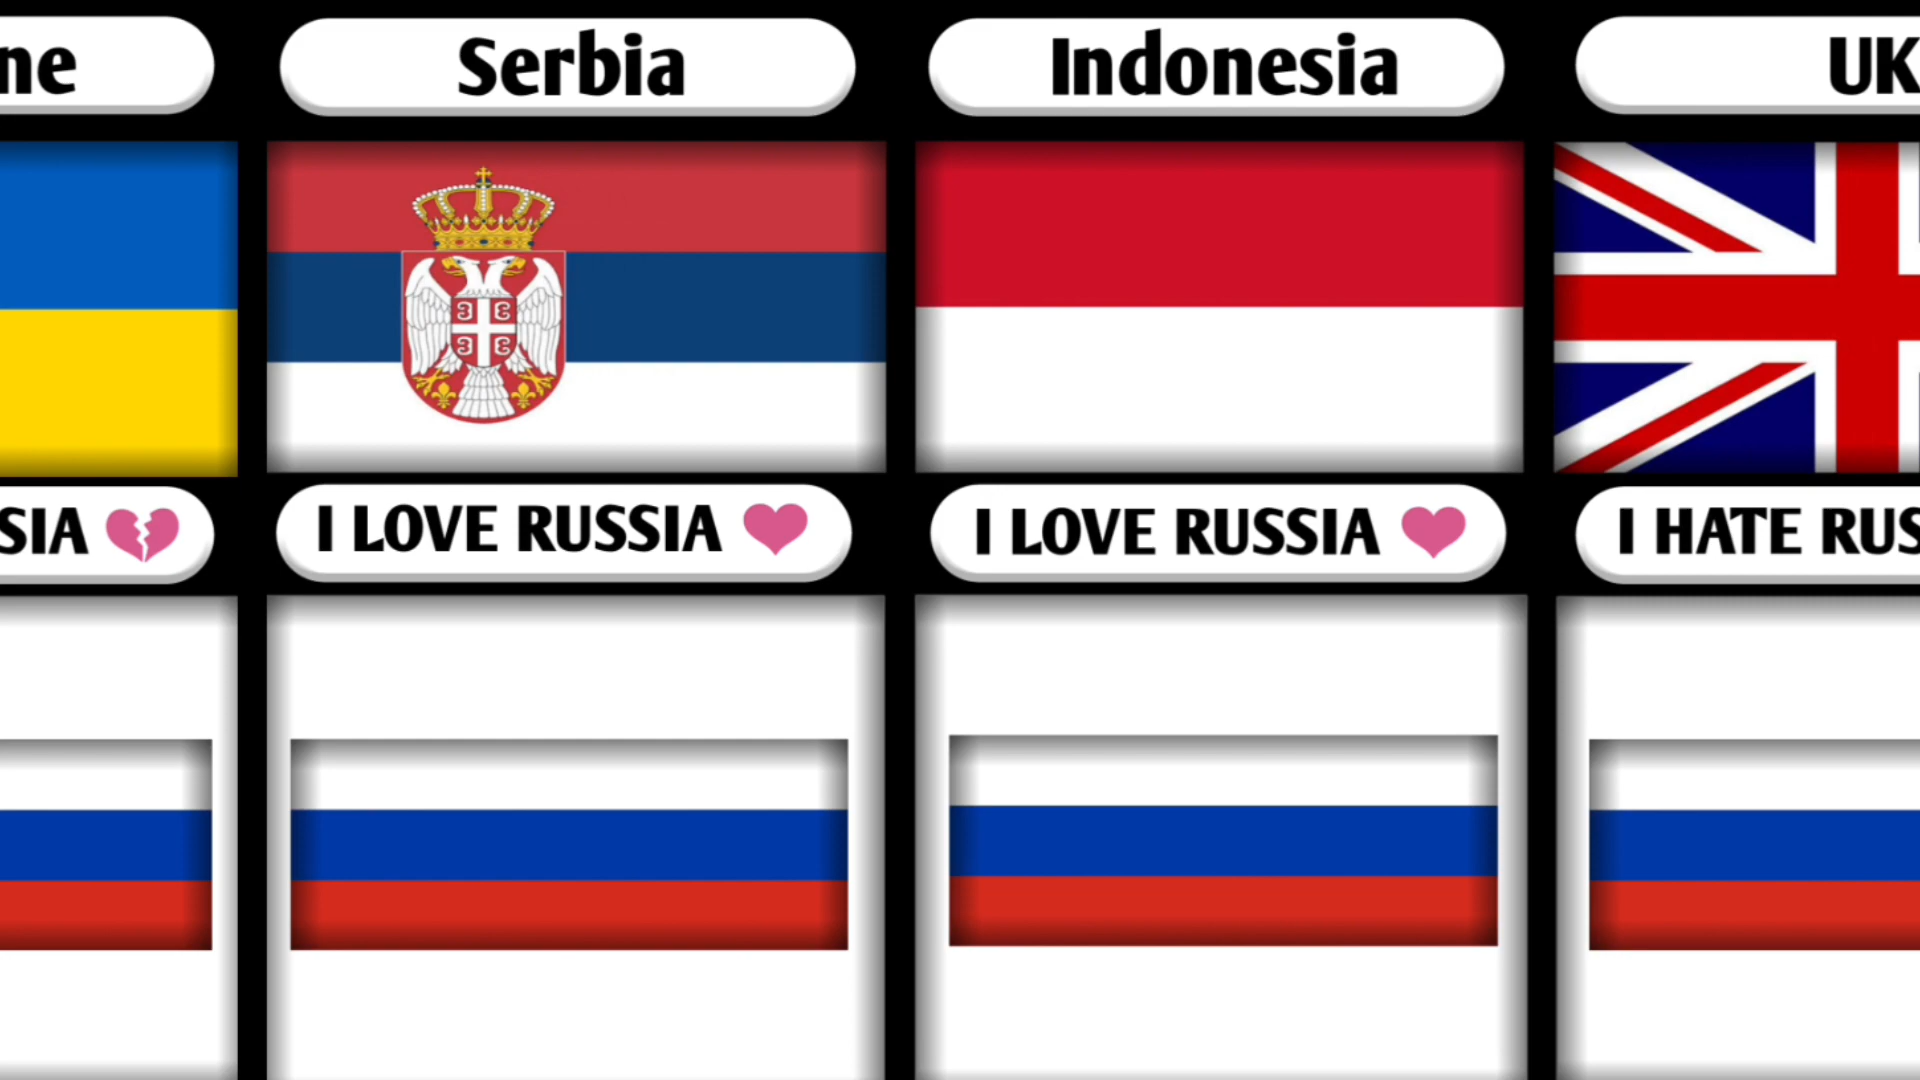 ne
Serbia
Indonesia
UK
SIA
I LOVE RUSSIA
I LOVE RUSSIA
I HATE RUS